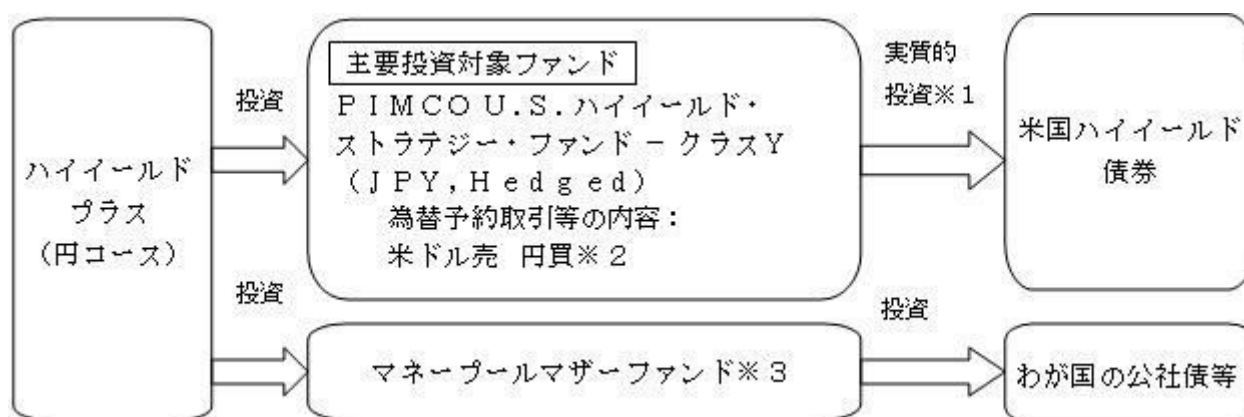 ハイイールド
プラス
(円コース)
投資
投資
主要投資対象ファンド
PIMCO U.S.ハイイールド・
ストラテジー・ファンド － クラスY
(JPY,Hedged)
為替予約取引等の内容：
米ドル売 円買※2
マネープールマザーファンド※3
実質的
投資※1
投資
米国ハイイールド
債券
わが国の公社債等